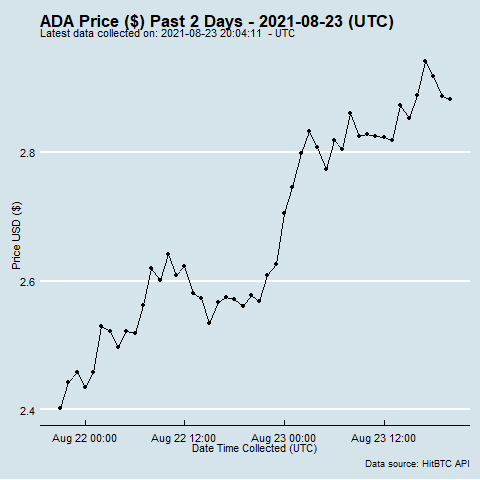 ADA Price ($) Past 2 Days - 2021-08-23 (UTC)
Latest data collected on: 2021-08-23 20:04:11  - UTC
2.8
2.6
2.4
Price USD ($)
Aug 22 00:00 Aug 22 12:00 Aug 23 00:00 Aug 23 12:00
Date Time Collected (UTC)
Data source: HitBTC API